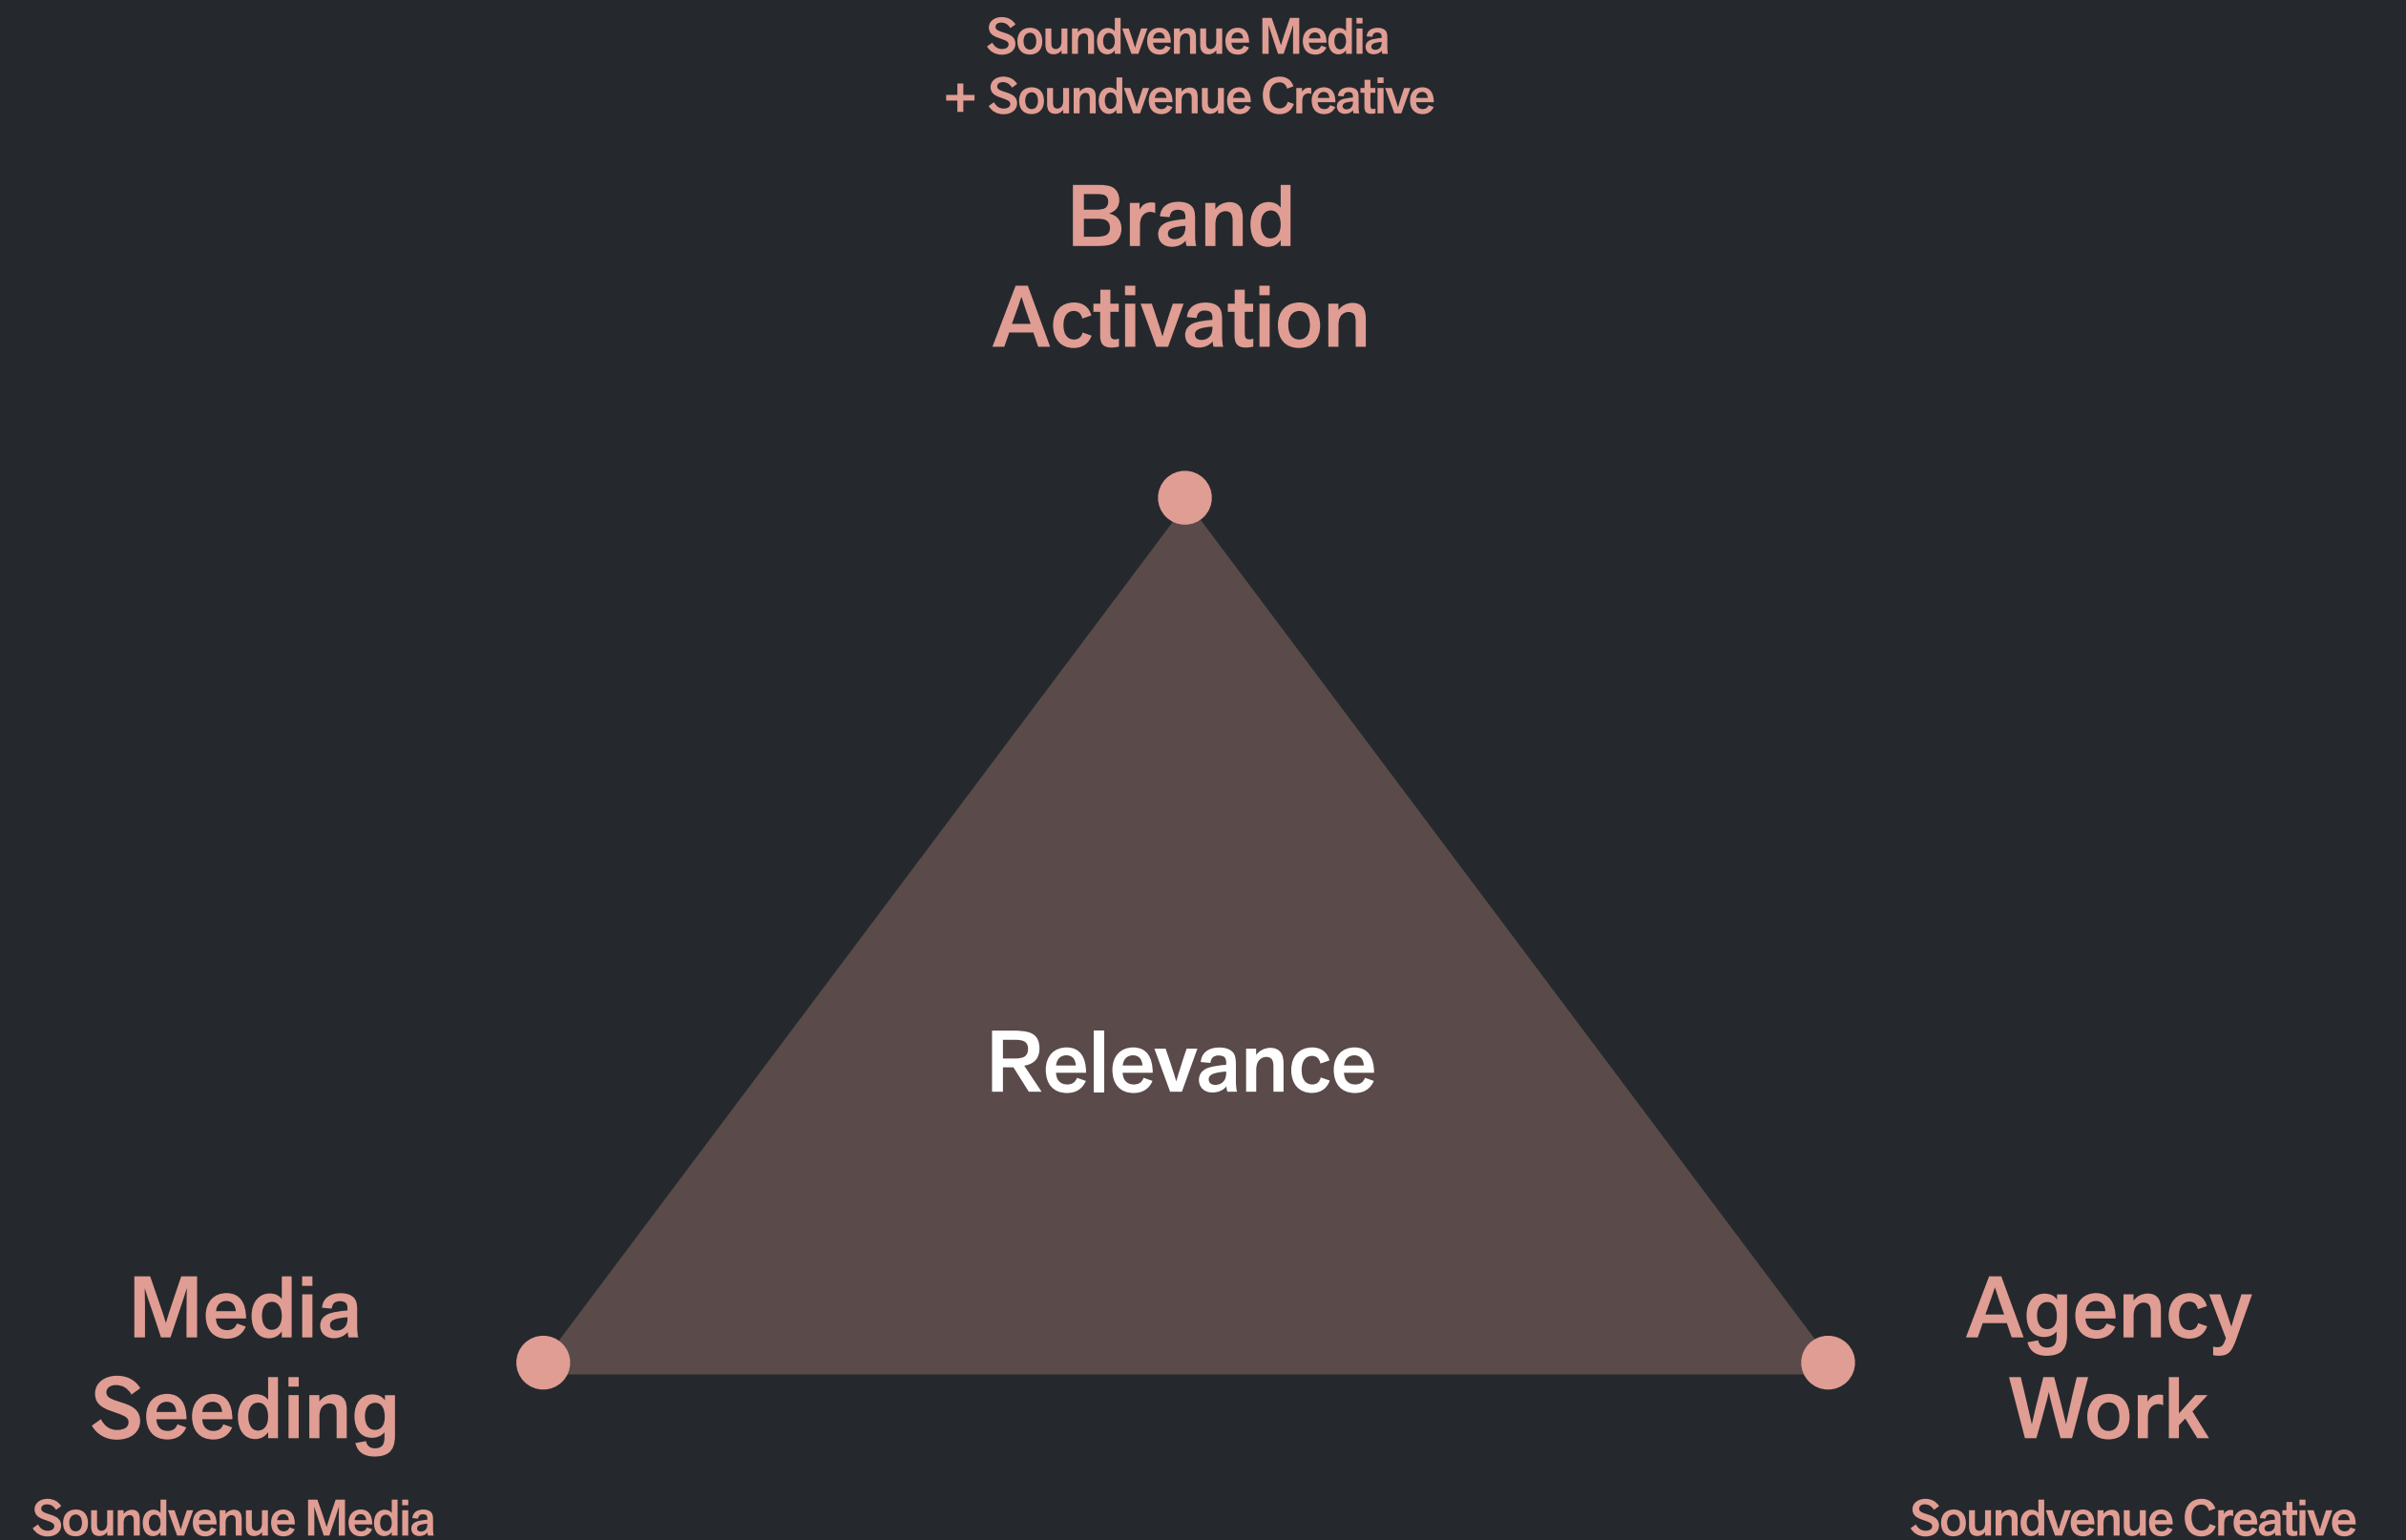 Soundvenue Media
+ Soundvenue Creative
Brand
Activation
Relevance
Media
Seeding
Soundvenue Media
Agency
Work
Soundvenue Creative